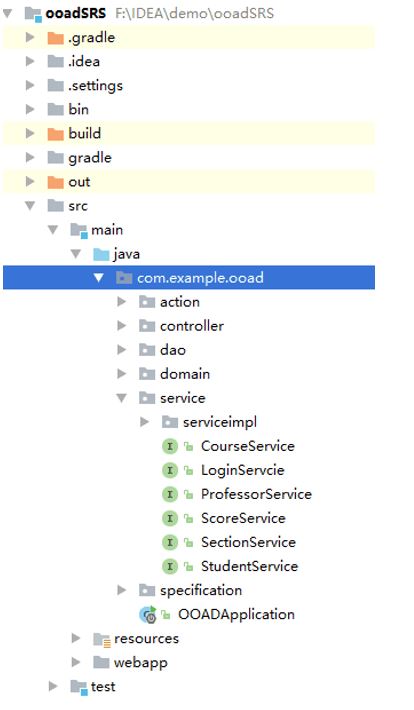 ooadSRS F:\IDEA\demo\ooadSRS
.gradle
.idea
.settings
bin
build
gradle
out
src
main
java
com.example.ooad
action
controller
dao
domain
service
serviceimpl
I CourseService
I LoginServcie
I ProfessorService
I ScoreService
I SectionService
I StudentService
specification
OOADApplication
resources
webapp
test